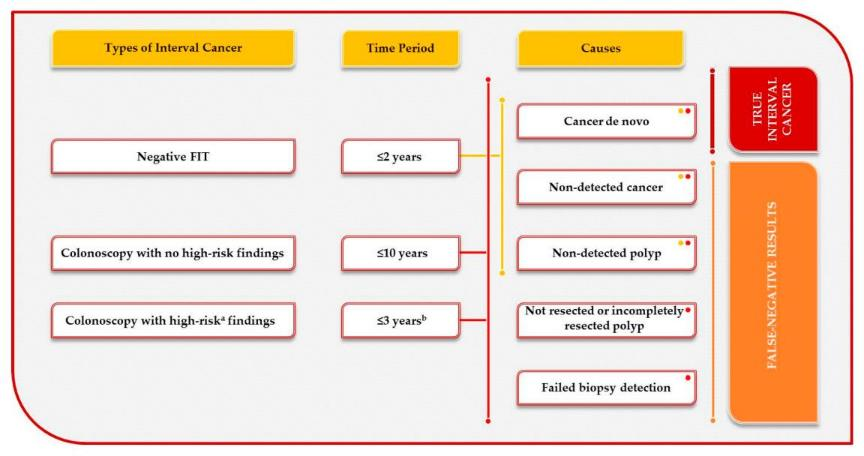 Types of Interval Cancer
Time Period
Causes
Negative FIT
≤2 years
Colonoscopy with no high-risk findings
≤10 years
Colonoscopy with high-riskᵃ findings
≤3 yearsᵇ
Cancer de novo
Non-detected cancer
Non-detected polyp
Not resected or incompletely
resected polyp
Failed biopsy detection
TRUE
INTERVAL
CANCER
FALSE-NEGATIVE RESULTS